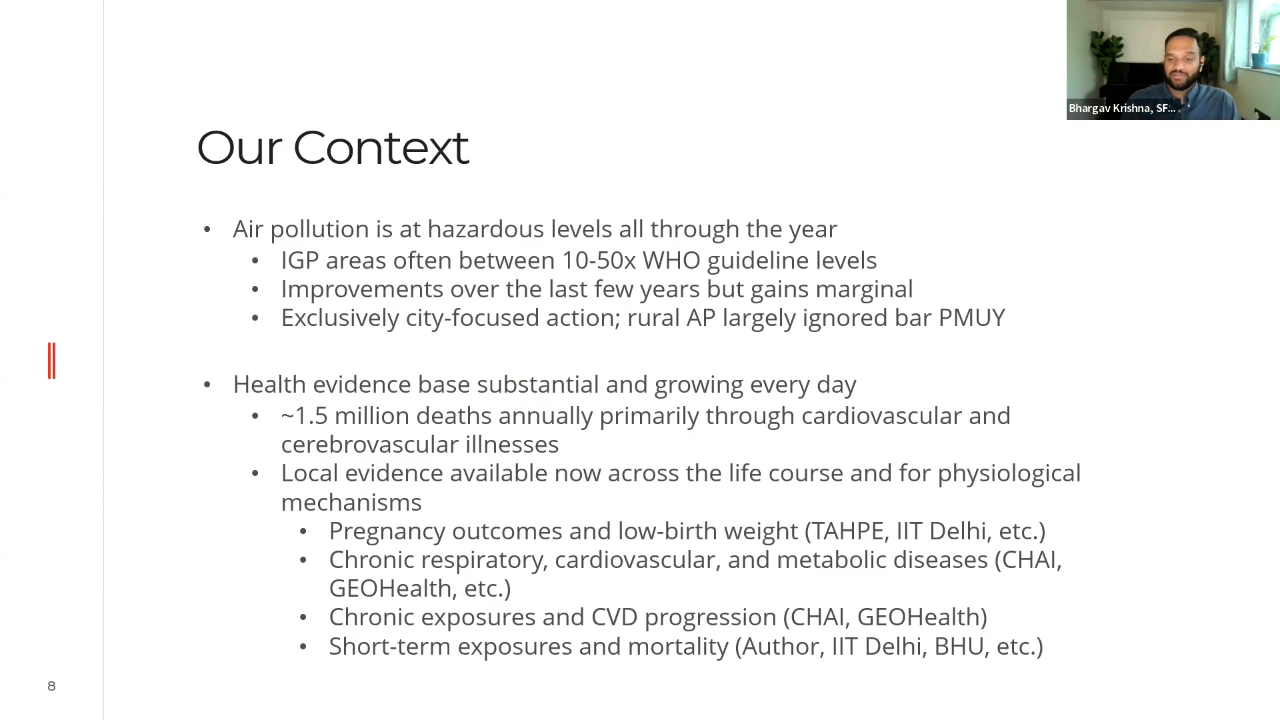 Bhargav Krishna, SF...
Our Context
• Air pollution is at hazardous levels all through the year
• IGP areas often between 10-50x WHO guideline levels
• Improvements over the last few years but gains marginal
• Exclusively city-focused action; rural AP largely ignored bar PMUY
• Health evidence base substantial and growing every day
• ~1.5 million deaths annually primarily through cardiovascular and
cerebrovascular illnesses
• Local evidence available now across the life course and for physiological
mechanisms
• Pregnancy outcomes and low-birth weight (TAHPE, IIT Delhi, etc.)
• Chronic respiratory, cardiovascular, and metabolic diseases (CHAI,
GEOHealth, etc.)
• Chronic exposures and CVD progression (CHAI, GEOHealth)
• Short-term exposures and mortality (Author, IIT Delhi, BHU, etc.)
8